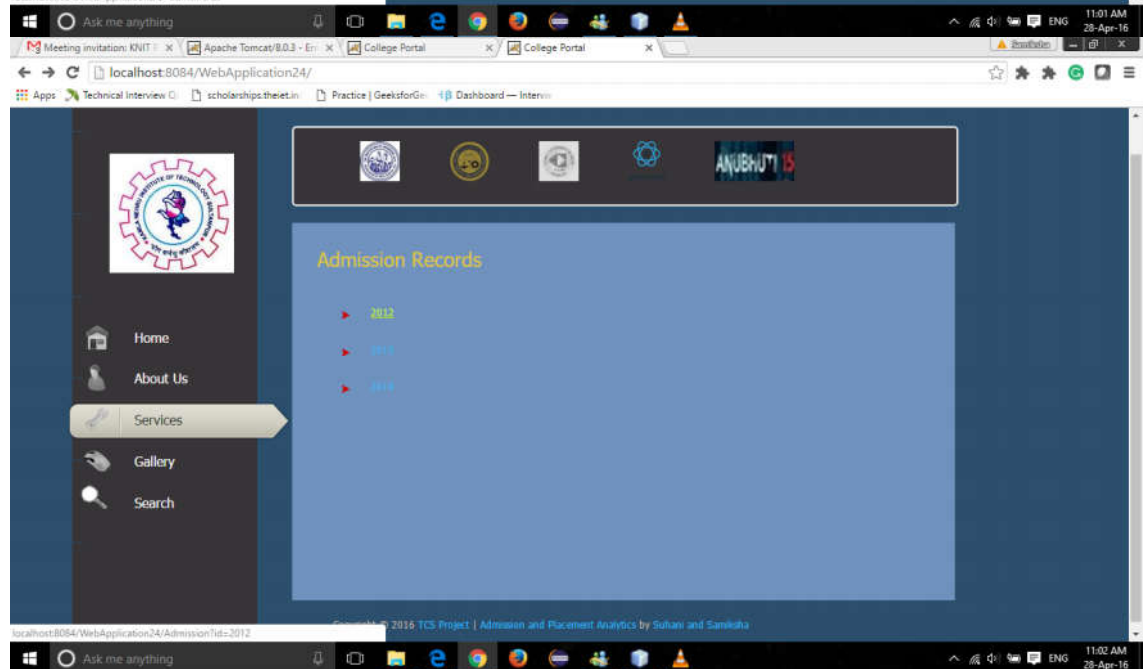 Ask me anything
ENG
11:01 AM
28-Apr-16
Meeting invitation: KNIT
Apache Tomcat/8.0.3 - Err
College Portal
College Portal
localhost:8084/WebApplication24/
Apps
Technical Interview Q
scholarships.theiet.in
Practice | GeeksforGe
Dashboard — Intervi
ANUBHUTI 15
Admission Records
2012
Home
About Us
Services
Gallery
Search
2016 TCS Project | Admission and Placement Analytics by Suhani and Samiksha
localhost:8084/WebApplication24/Admission?id=2012
Ask me anything
ENG
11:02 AM
28-Apr-16